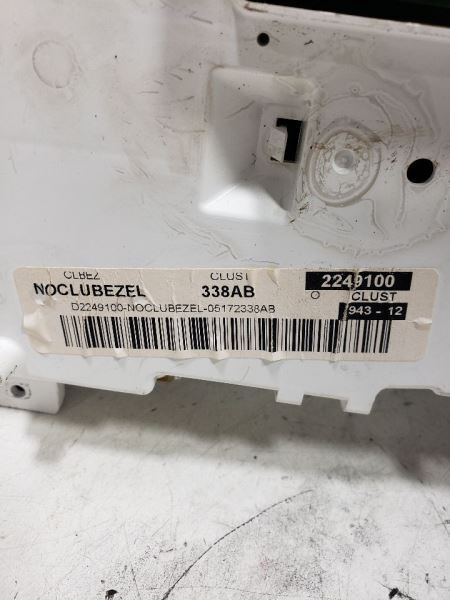 CLBEZ CLUST 2249100
NOCLUBEZEL 338AB O CLUST
D2249100-NOCLUBEZEL-05172338AB 943 - 12